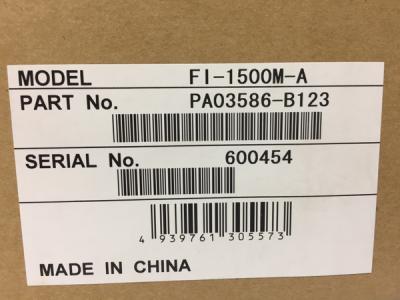 MODEL FI-1500M-A
PART No. PA03586-B123
SERIAL No. 600454
4 939761 305573
MADE IN CHINA